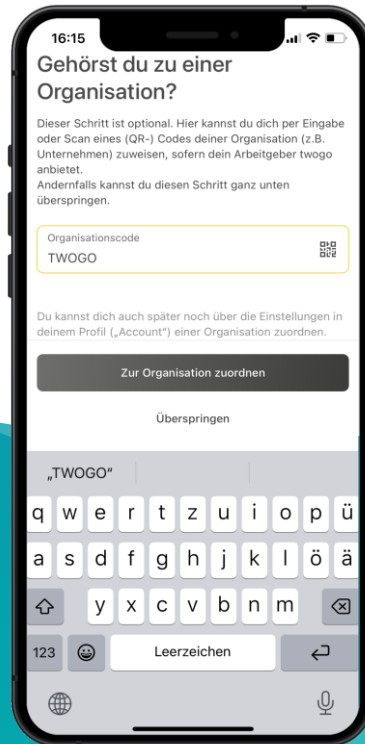 16:15
Gehörst du zu einer
Organisation?
Dieser Schritt ist optional. Hier kannst du dich per Eingabe
oder Scan eines (QR-) Codes deiner Organisation (z.B.
Unternehmen) zuweisen, sofern dein Arbeitgeber twogo
anbietet.
Andernfalls kannst du diesen Schritt ganz unten
überspringen.
Organisationscode
TWOGO
Du kannst dich auch später noch über die Einstellungen in
deinem Profil („Account“) einer Organisation zuordnen.
Zur Organisation zuordnen
Überspringen
„TWOGO“
q w e r t z u i o p ü
a s d f g h j k l ö ä
y x c v b n m
123 Leerzeichen